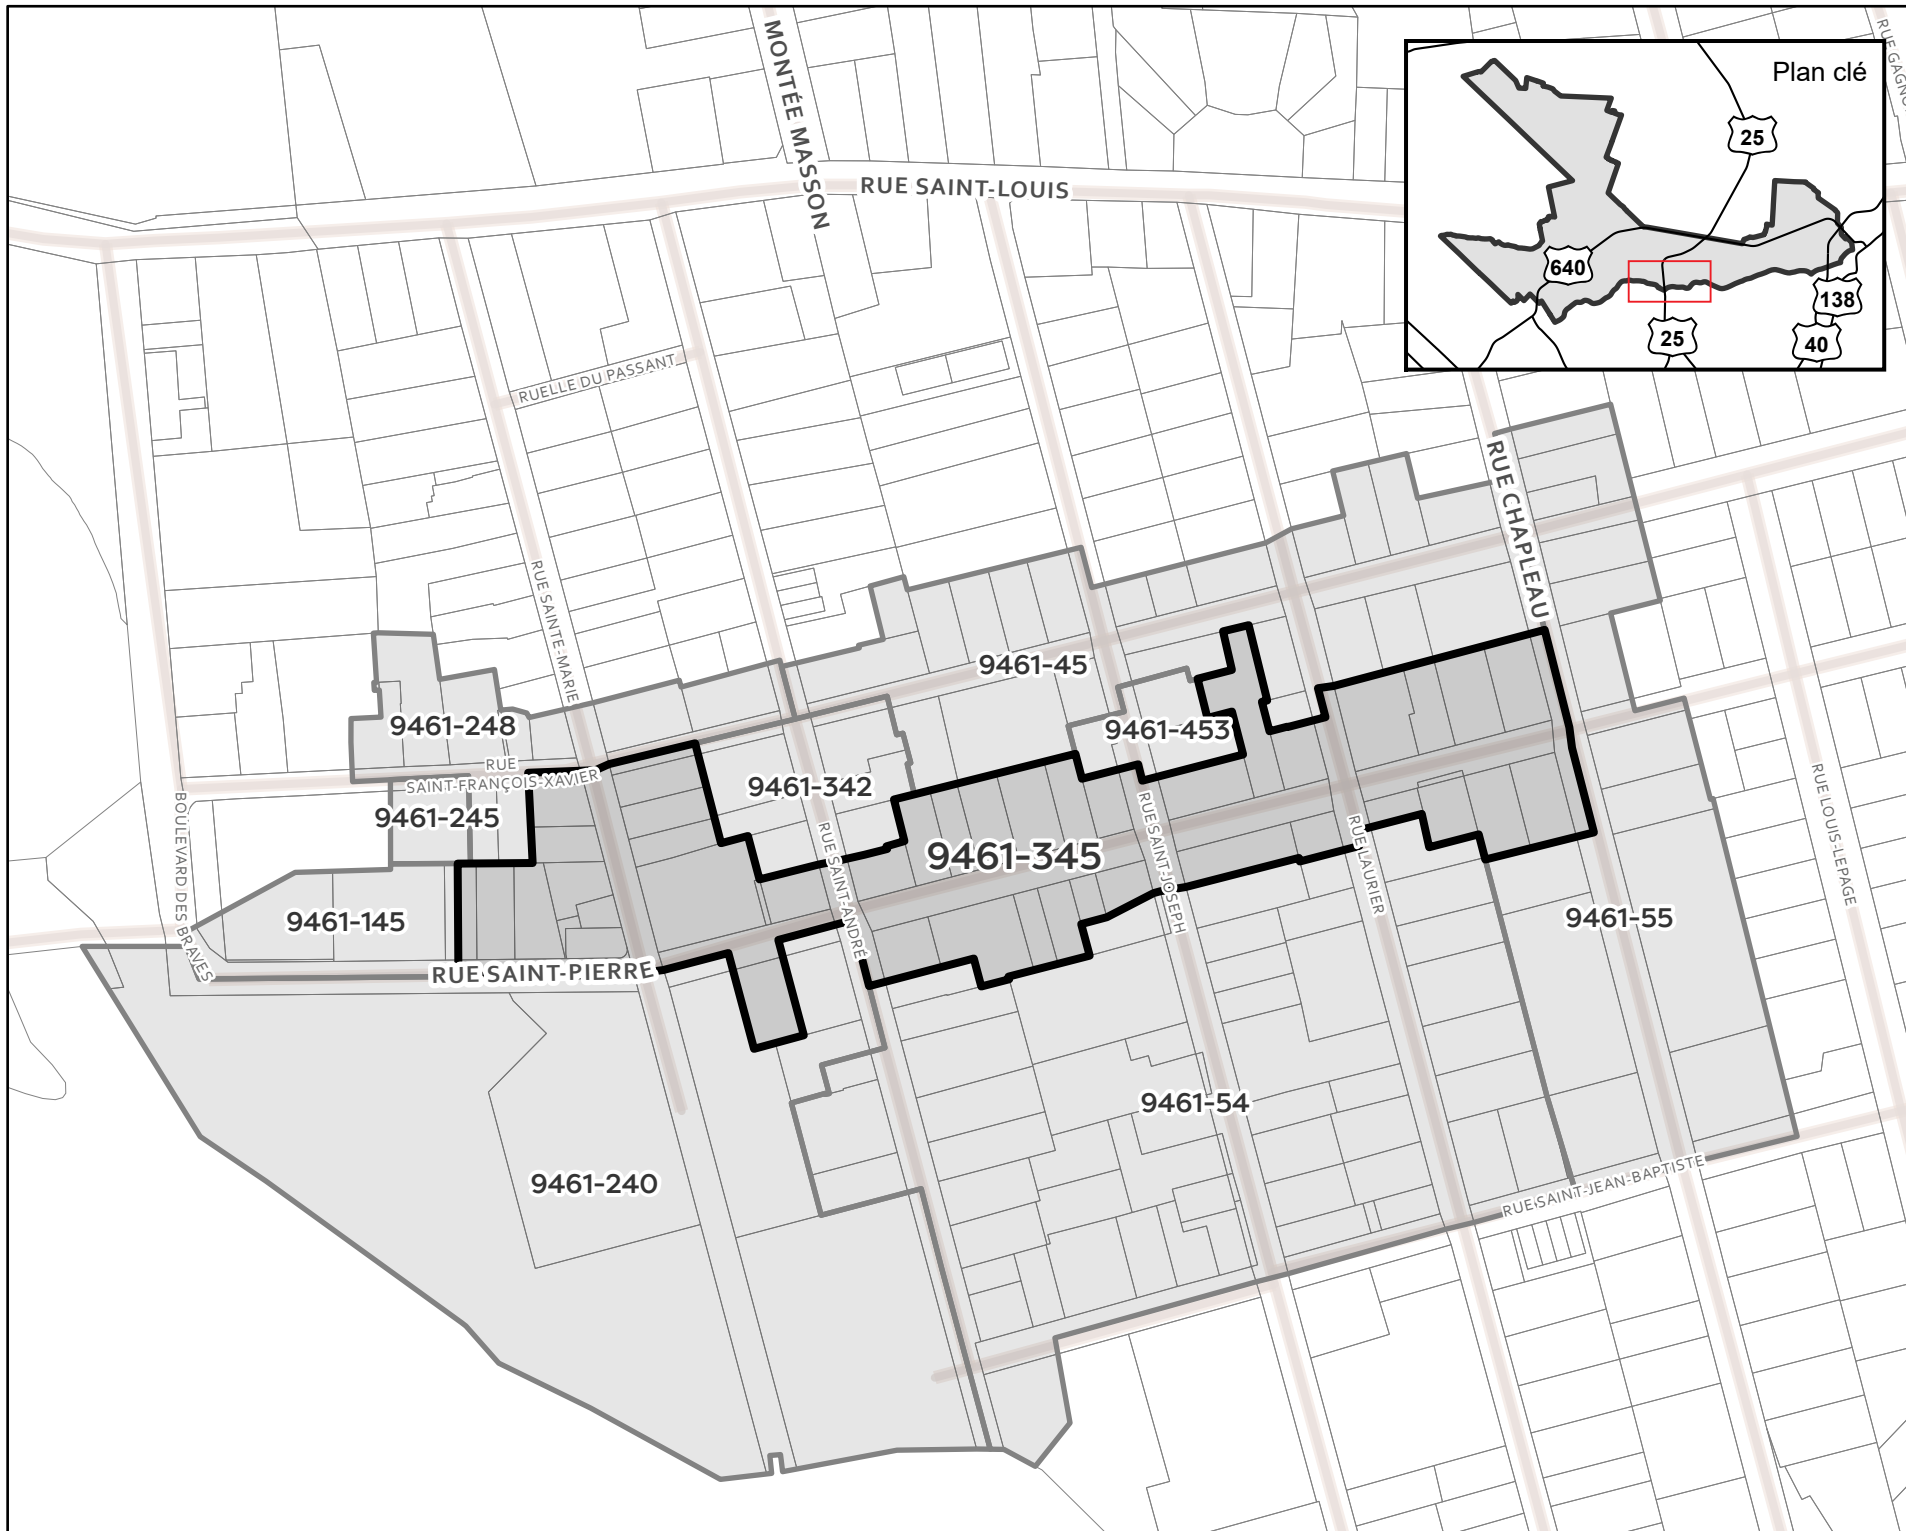 MONTÉE MASSON
RUE GAGNO
Plan clé
25
640
138
25
40
RUE SAINT-LOUIS
RUELLE DU PASSANT
RUE CHAPLEAU
RUE SAINTE-MARIE
9461-45
9461-248
9461-453
RUE
SAINT-FRANÇOIS-XAVIER
9461-342
9461-245
BOULEVARD DES BRAVES
RUE SAINT-ANDRÉ
9461-345
RUE SAINT-JOSEPH
RUE LAURIER
RUE LOUIS-LEPAGE
9461-145
9461-55
RUE SAINT-PIERRE
9461-54
9461-240
RUE SAINT-JEAN-BAPTISTE